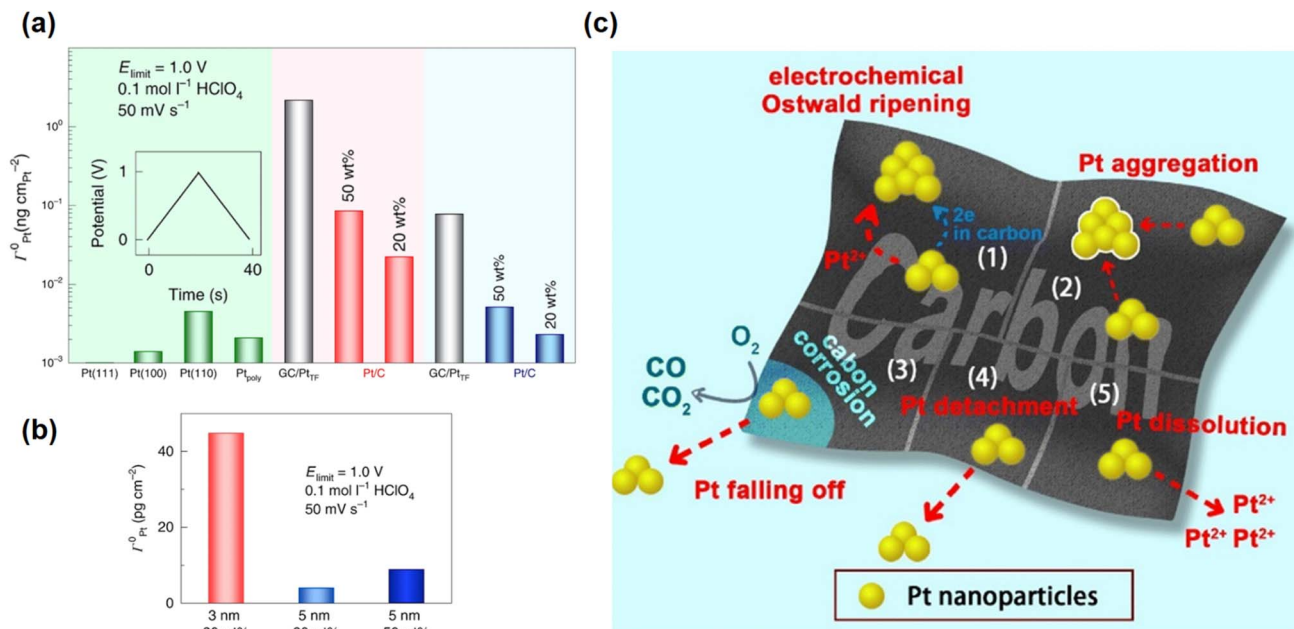 (a)
E_limit = 1.0 V
0.1 mol l⁻¹ HClO₄
50 mV s⁻¹
Potential (V)
1
0
0
40
Time (s)
Γ⁰_Pt (ng cm_Pt⁻²)
10⁰
10⁻¹
10⁻²
10⁻³
50 wt%
20 wt%
50 wt%
20 wt%
Pt(111)
Pt(100)
Pt(110)
Pt_poly
GC/Pt_TF
Pt/C
GC/Pt_TF
Pt/C
(b)
Γ⁰_Pt (pg cm⁻²)
40
20
0
E_limit = 1.0 V
0.1 mol l⁻¹ HClO₄
50 mV s⁻¹
3 nm
5 nm
5 nm
(c)
electrochemical
Ostwald ripening
Pt aggregation
2e
in carbon
Pt²⁺
(1)
(2)
Carbon
O₂
CO
CO₂
cabon
corrosion
(3)
(4)
(5)
Pt detachment
Pt dissolution
Pt falling off
Pt²⁺
Pt²⁺ Pt²⁺
Pt nanoparticles